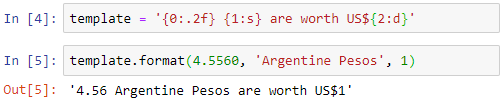 In [4]: template = '{0:.2f} {1:s} are worth US${2:d}'
In [5]: template.format(4.5560, 'Argentine Pesos', 1)
Out[5]: '4.56 Argentine Pesos are worth US$1'